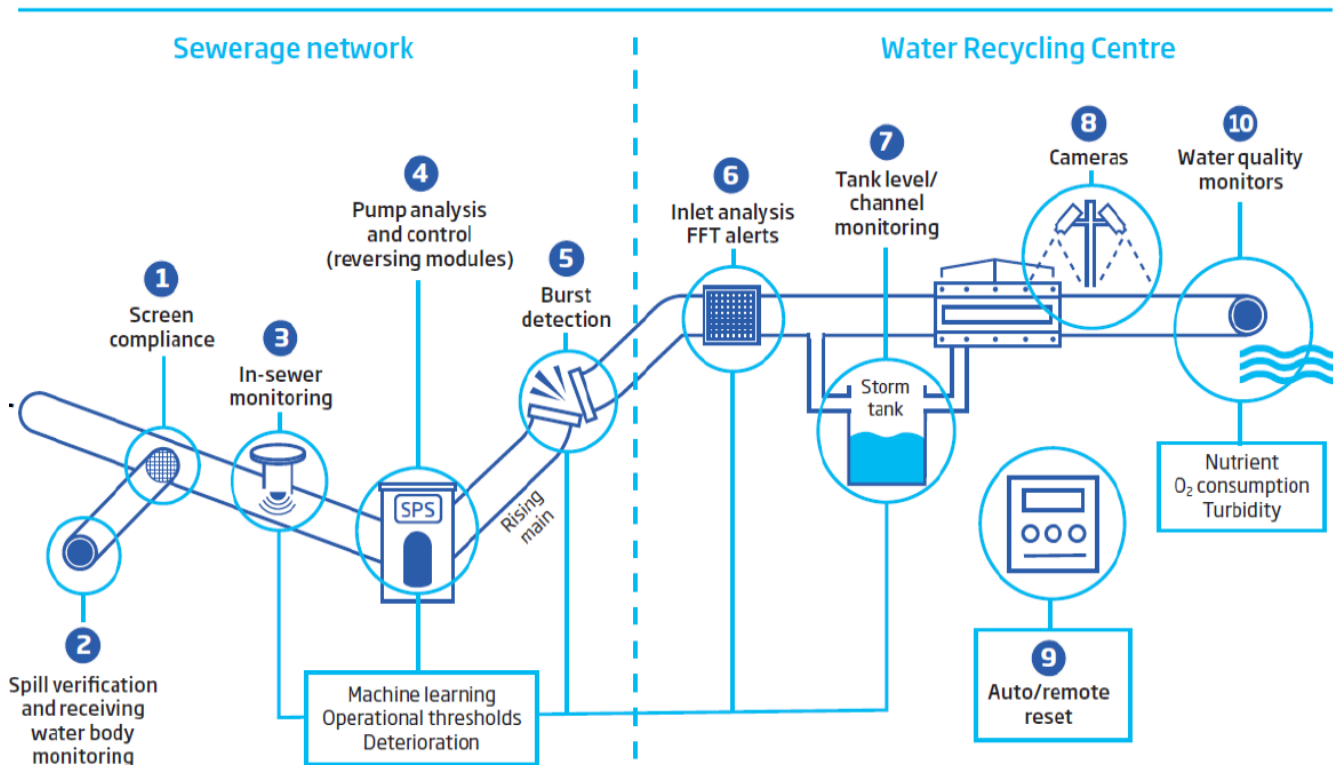 Sewerage network
Water Recycling Centre
1
Screen
compliance
2
Spill verification
and receiving
water body
monitoring
3
In-sewer
monitoring
4
Pump analysis
and control
(reversing modules)
SPS
Rising
main
5
Burst
detection
Machine learning
Operational thresholds
Deterioration
6
Inlet analysis
FFT alerts
7
Tank level/
channel
monitoring
Storm
tank
8
Cameras
9
Auto/remote
reset
10
Water quality
monitors
Nutrient
O₂ consumption
Turbidity